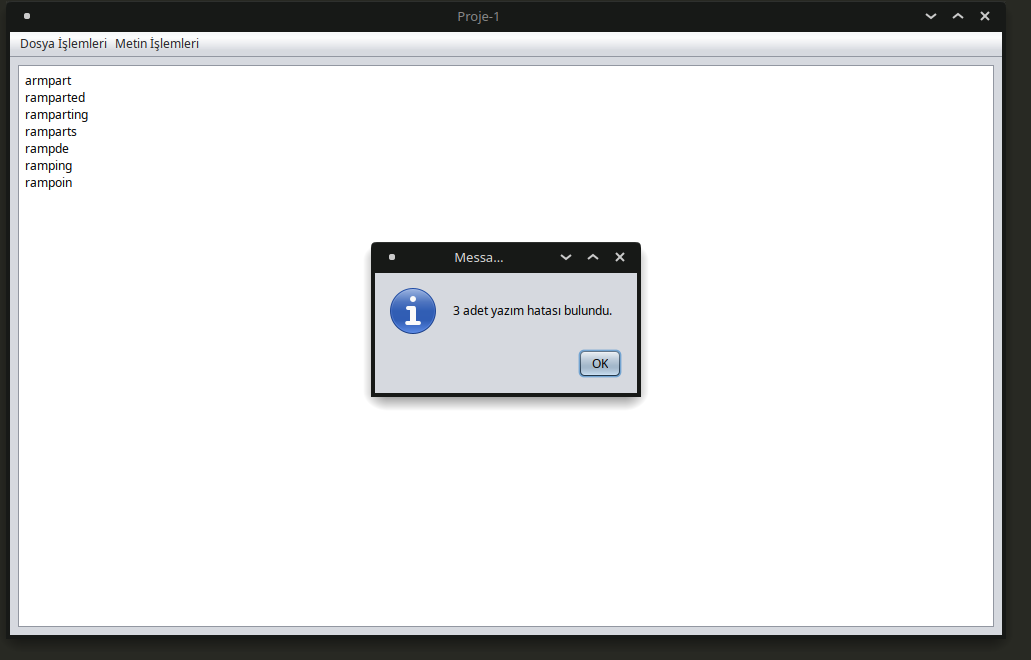 Proje-1
Dosya İşlemleri Metin İşlemleri
armpart
ramparted
ramparting
ramparts
rampde
ramping
rampoin
Messa...
3 adet yazım hatası bulundu.
OK